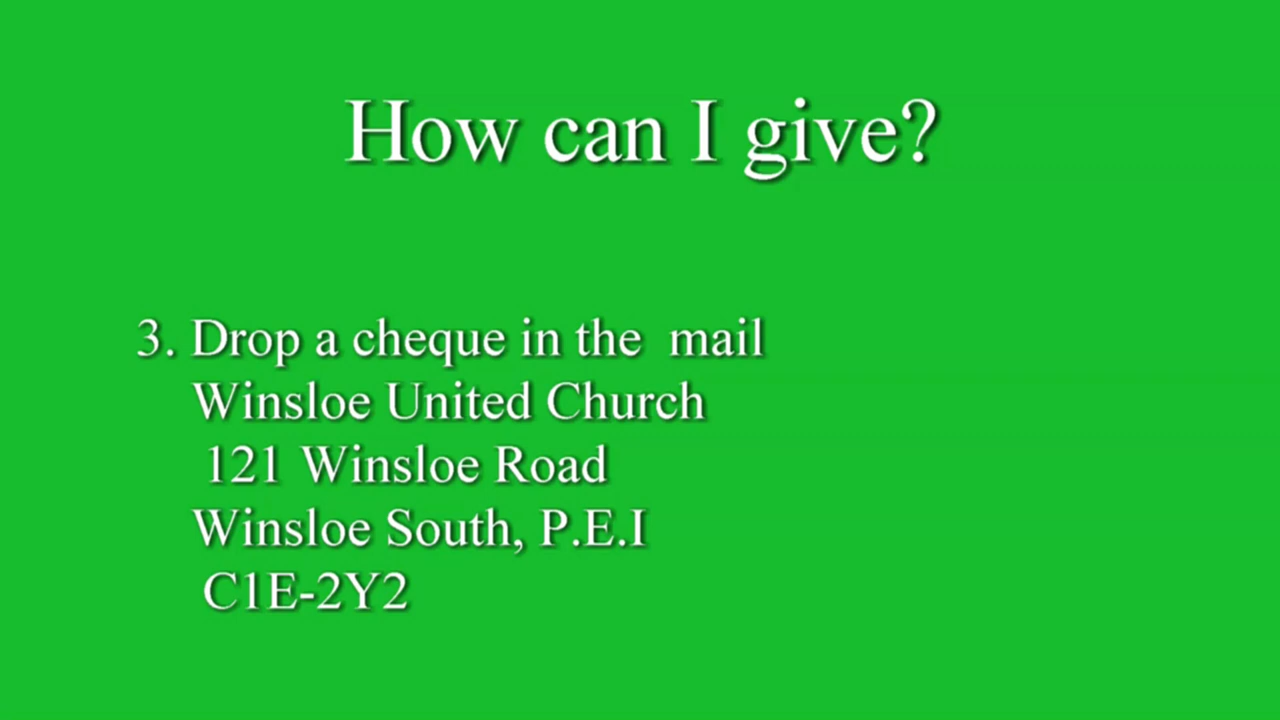 How can I give?
3. Drop a cheque in the mail
Winsloe United Church
121 Winsloe Road
Winsloe South, P.E.I
C1E-2Y2